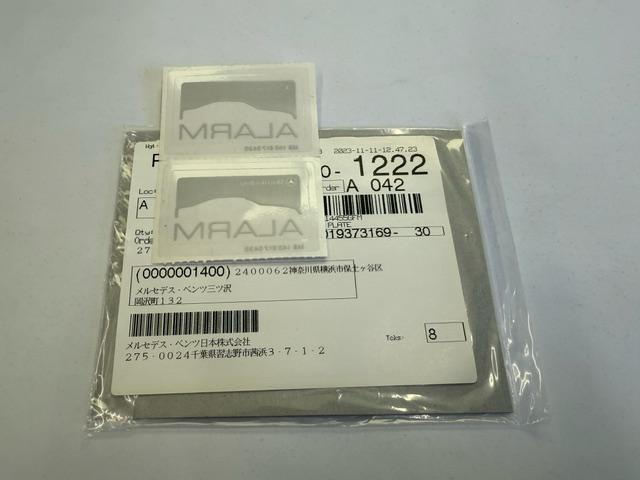 2023-11-11-12.47.23
O- 1222
A 042
A
14455GFM
PLATE
019373169- 30
27
(0000001400) 2400062神奈川県横浜市保土ヶ谷区
メルセデス・ベンツ三ツ沢
岡沢町132
メルセデス・ベンツ日本株式会社
275-0024千葉県習志野市茜浜3-7-1-2
8
ALARM
ALARM